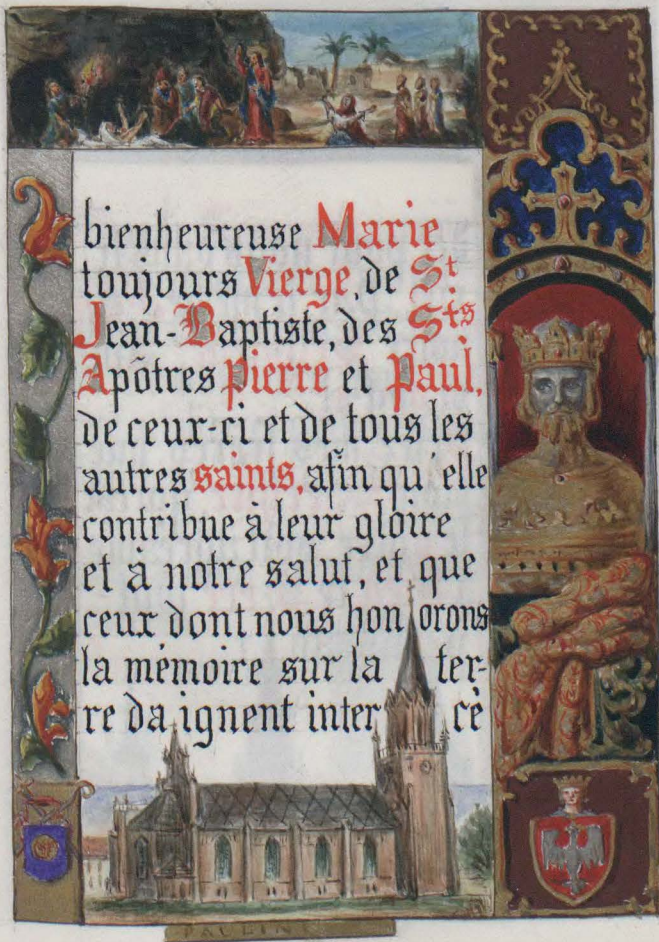 bienheureuse Marie
toujours Vierge, de St
Jean-Baptiste, des Sts
Apôtres Pierre et Paul,
de ceux-ci et de tous les
autres saints, afin qu'elle
contribue à leur gloire
et à notre salut, et que
ceux dont nous honorons
la mémoire sur la ter-
re daignent intercè
PAULIN